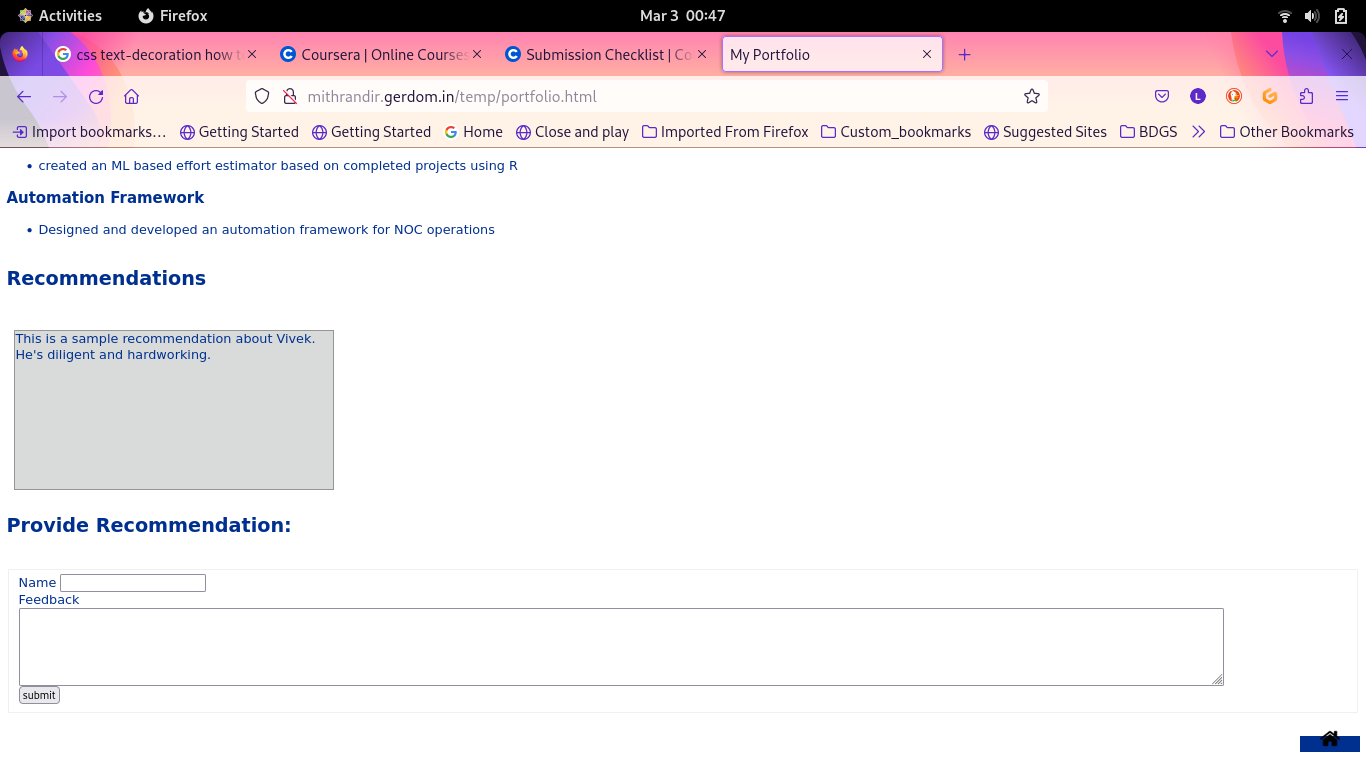 Activities Firefox Mar 3 00:47
css text-decoration how t Coursera | Online Courses Submission Checklist | Co My Portfolio
mithrandir.gerdom.in/temp/portfolio.html L
Import bookmarks... Getting Started Getting Started Home Close and play Imported From Firefox Custom_bookmarks Suggested Sites BDGS Other Bookmarks
• created an ML based effort estimator based on completed projects using R
Automation Framework
• Designed and developed an automation framework for NOC operations
Recommendations
This is a sample recommendation about Vivek.
He's diligent and hardworking.
Provide Recommendation:
Name
Feedback
submit